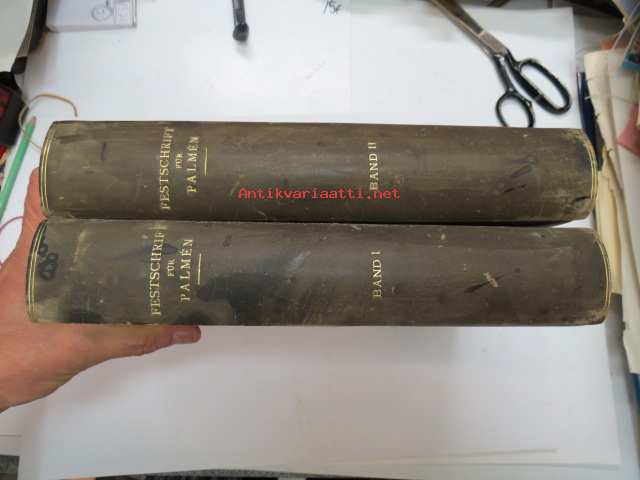 FESTSCHRIFT
FÜR
PALMÉN
BAND II
Antikvariaatti.net
FESTSCHRIFT
FÜR
PALMÉN
BAND I